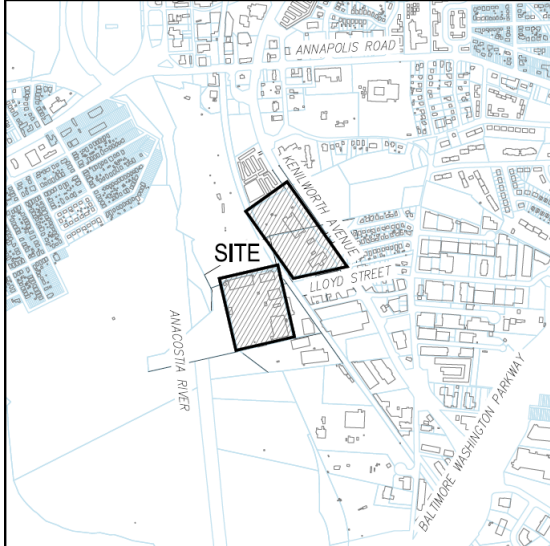 ANNAPOLIS ROAD
KENILWORTH AVENUE
SITE
LLOYD STREET
ANACOSTIA RIVER
BALTIMORE WASHINGTON PARKWAY